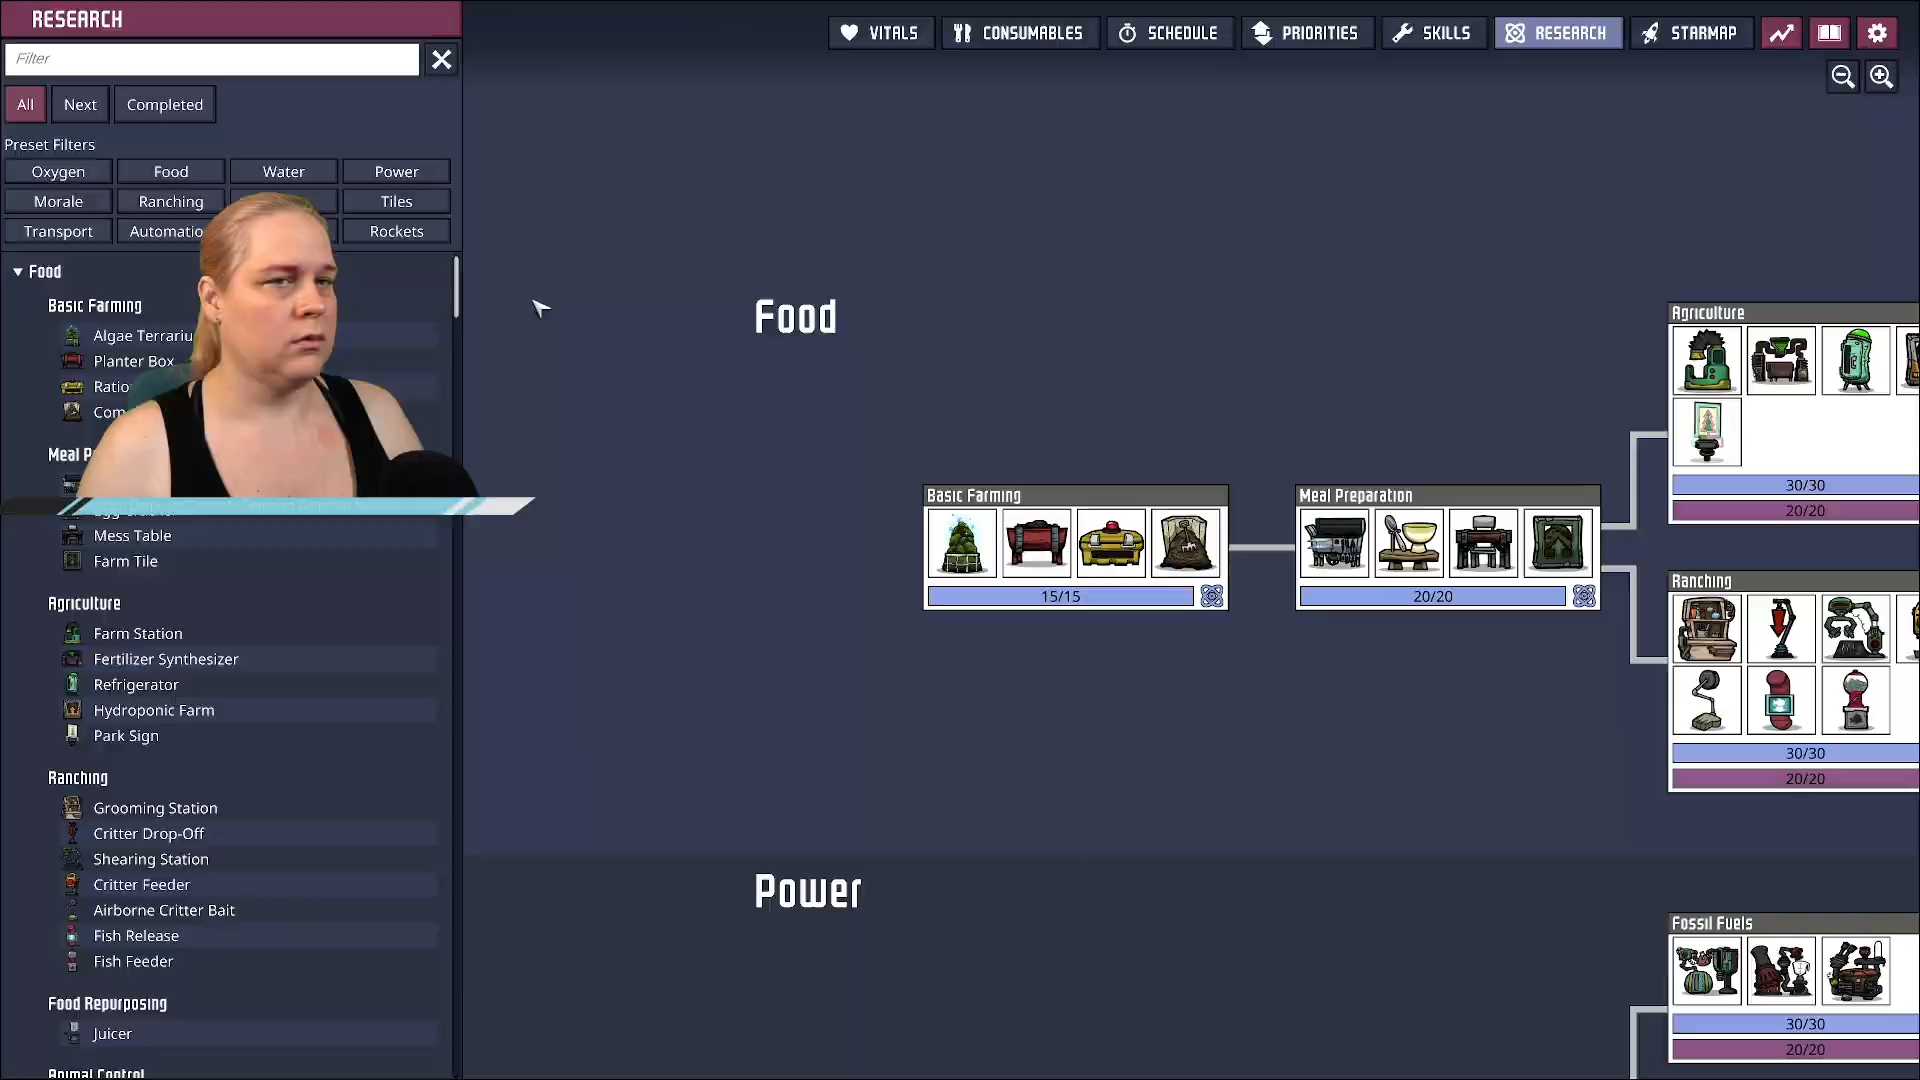 RESEARCH
VITALS
CONSUMABLES
SCHEDULE
PRIORITIES
SKILLS
RESEARCH
STARMAP
Filter
All
Next
Completed
Preset Filters
Oxygen
Food
Water
Power
Morale
Ranching
Tiles
Transport
Automatio
Rockets
Food
Basic Farming
Algae Terrariu
Planter Box
Ratio
Com
Meal P
Mess Table
Farm Tile
Agriculture
Farm Station
Fertilizer Synthesizer
Refrigerator
Hydroponic Farm
Park Sign
Ranching
Grooming Station
Critter Drop-Off
Shearing Station
Critter Feeder
Airborne Critter Bait
Fish Release
Fish Feeder
Food Repurposing
Juicer
Animal Control
Food
Basic Farming
15/15
Meal Preparation
20/20
Agriculture
30/30
20/20
Ranching
30/30
20/20
Power
Fossil Fuels
30/30
20/20